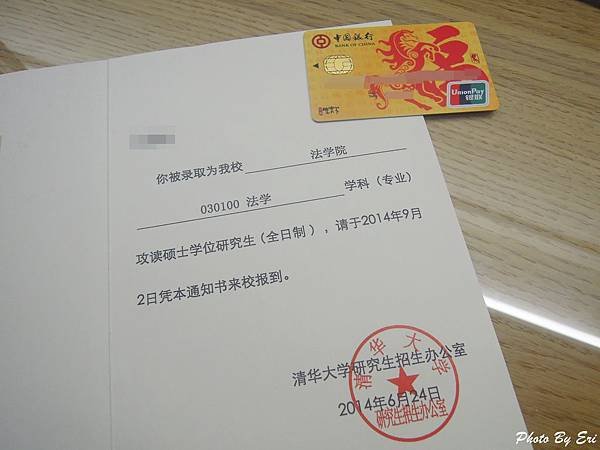 中国银行
BANK OF CHINA
UnionPay
银联
你被录取为我校 法学院
030100 法学 学科（专业）
攻读硕士学位研究生（全日制），请于2014年9月
2日凭本通知书来校报到。
清华大学研究生招生办公室
2014年6月24日
清华大学
研究生招生办公室
Photo By Eri